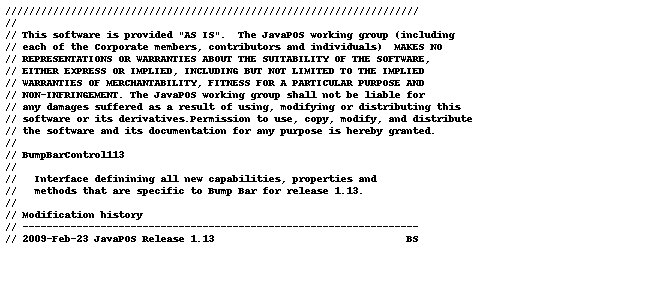 //////////////////////////////////////////////////////////////////////
//
// This software is provided "AS IS".  The JavaPOS working group (including
// each of the Corporate members, contributors and individuals)  MAKES NO
// REPRESENTATIONS OR WARRANTIES ABOUT THE SUITABILITY OF THE SOFTWARE,
// EITHER EXPRESS OR IMPLIED, INCLUDING BUT NOT LIMITED TO THE IMPLIED
// WARRANTIES OF MERCHANTABILITY, FITNESS FOR A PARTICULAR PURPOSE AND
// NON-INFRINGEMENT. The JavaPOS working group shall not be liable for
// any damages suffered as a result of using, modifying or distributing this
// software or its derivatives.Permission to use, copy, modify, and distribute
// the software and its documentation for any purpose is hereby granted.
//
// BumpBarControl113
//
//   Interface definining all new capabilities, properties and
//   methods that are specific to Bump Bar for release 1.13.
//
// Modification history
// ------------------------------------------------------------------
// 2009-Feb-23 JavaPOS Release 1.13                                BS